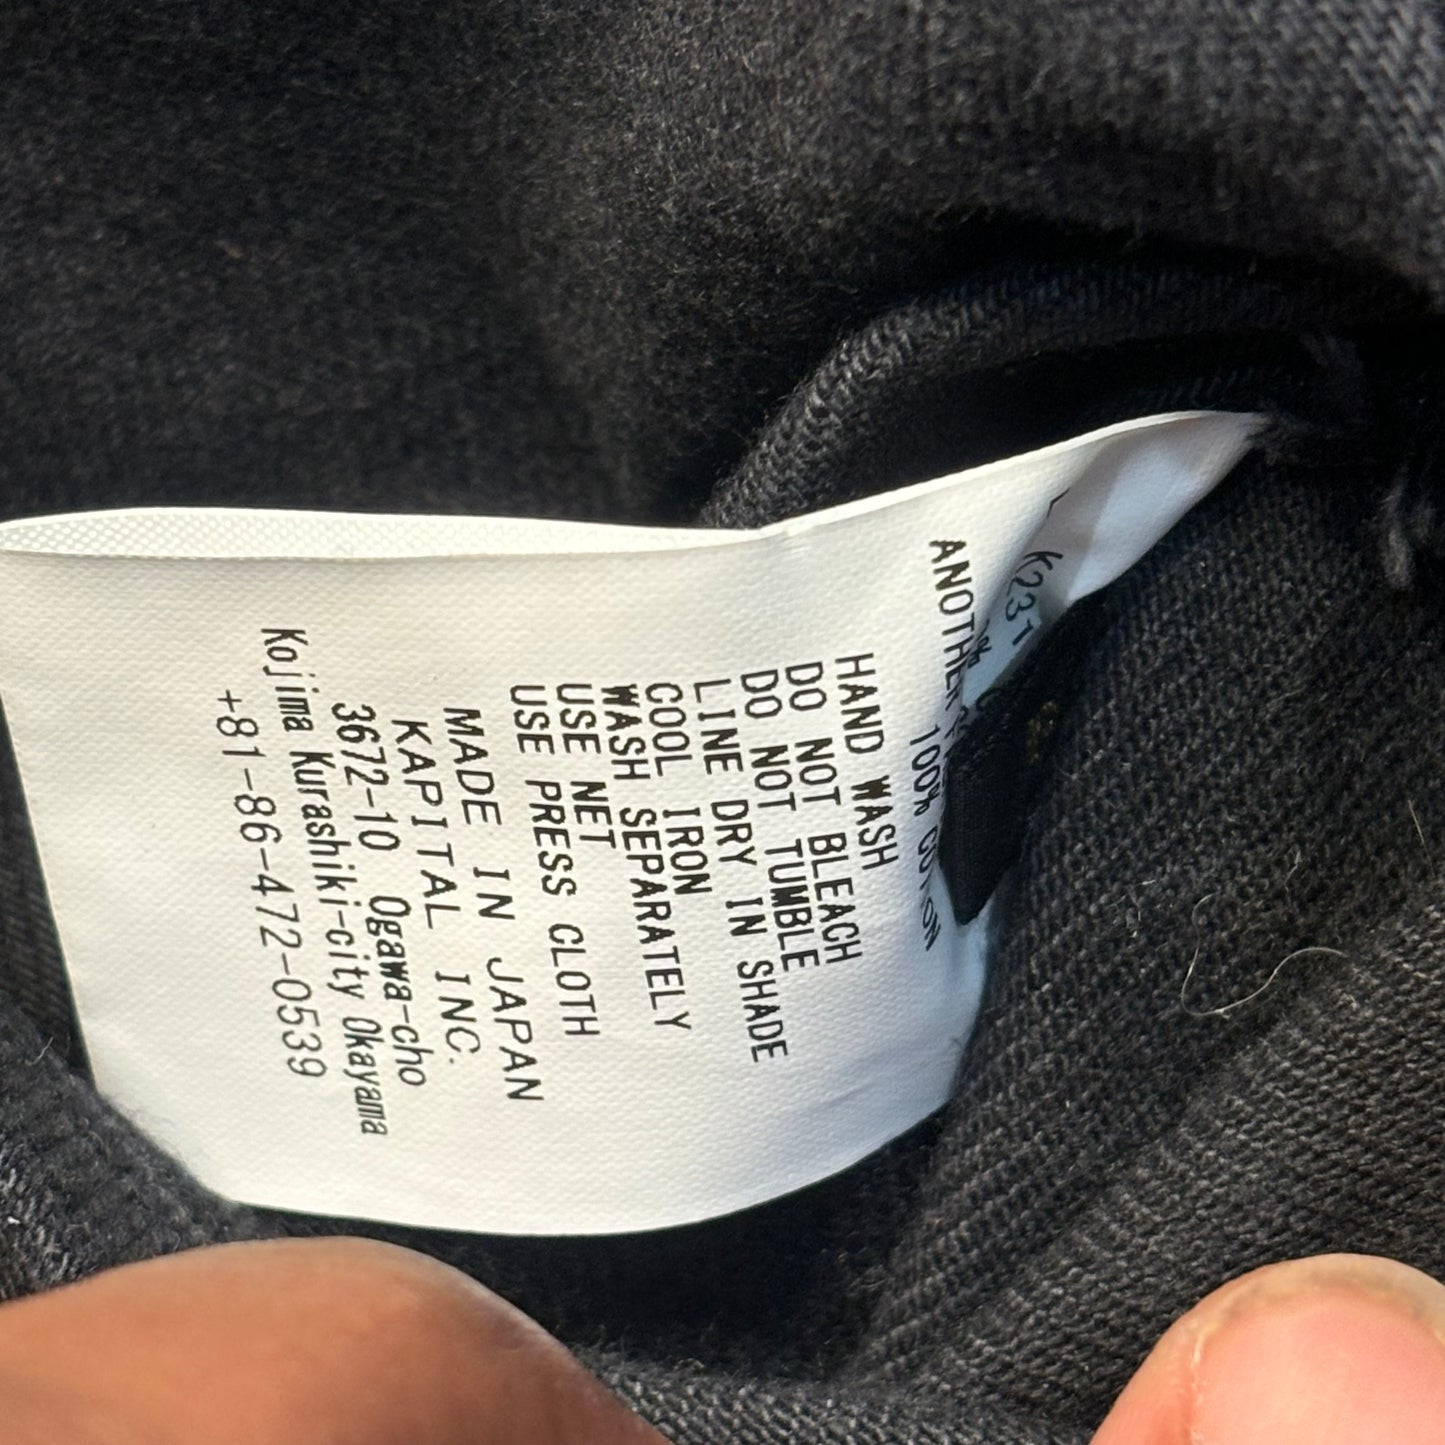 K231
%
ANOTHER
100% COTTON
HAND WASH
DO NOT BLEACH
DO NOT TUMBLE
LINE DRY IN SHADE
COOL IRON
WASH SEPARATELY
USE NET
USE PRESS CLOTH
MADE IN JAPAN
KAPITAL INC.
3672-10 Ogawa-cho
Kojima Kurashiki-city Okayama
+81-86-472-0539